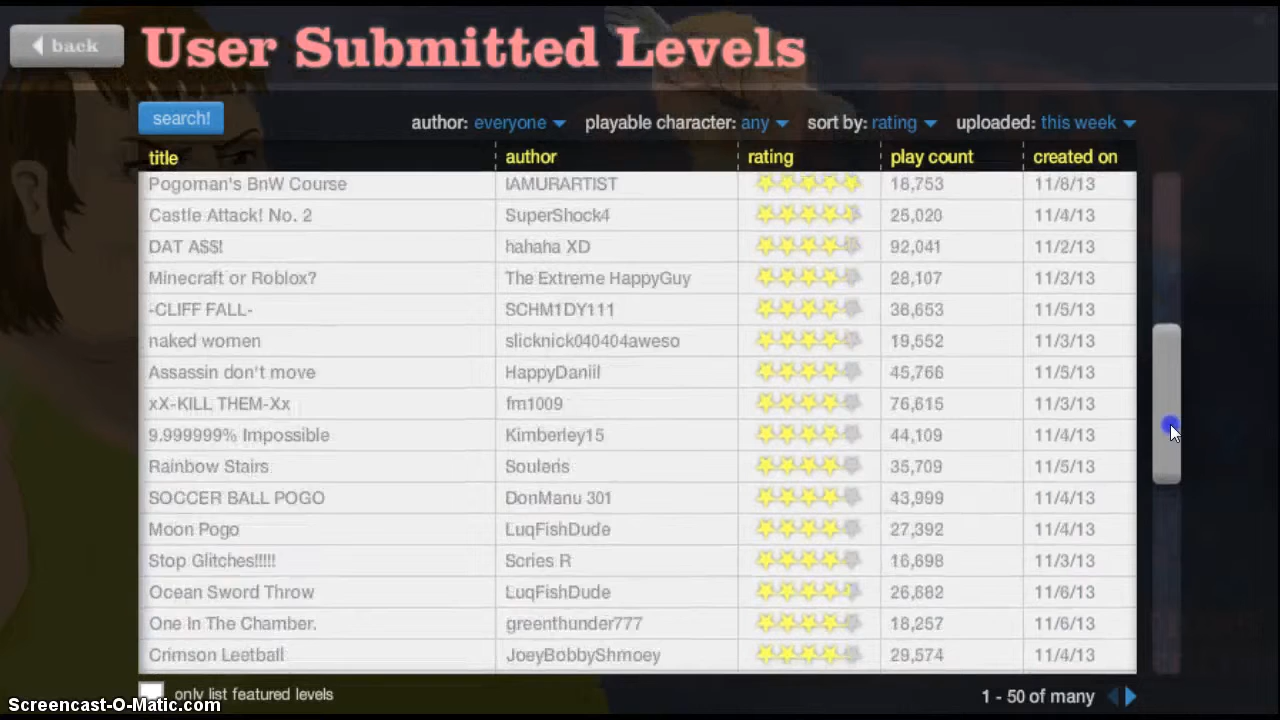 back
User Submitted Levels
search!
author: everyone playable character: any sort by: rating uploaded: this week
title author rating play count created on
Pogoman's BnW Course IAMURARTIST 18,753 11/8/13
Castle Attack! No. 2 SuperShock4 25,020 11/4/13
DAT A$$! hahaha XD 92,041 11/2/13
Minecraft or Roblox? The Extreme HappyGuy 28,107 11/3/13
-CLIFF FALL- SCHM1DY111 38,653 11/5/13
naked women slicknick040404aweso 19,652 11/3/13
Assassin don't move HappyDaniil 45,766 11/5/13
xX-KILL THEM-Xx fm1009 76,615 11/3/13
9.999999% Impossible Kimberley15 44,109 11/4/13
Rainbow Stairs Souleris 35,709 11/5/13
SOCCER BALL POGO DonManu 301 43,999 11/4/13
Moon Pogo LuqFishDude 27,392 11/4/13
Stop Glitches!!!!! Scries R 16,698 11/3/13
Ocean Sword Throw LuqFishDude 26,682 11/6/13
One In The Chamber. greenthunder777 18,257 11/6/13
Crimson Leetball JoeyBobbyShmoey 29,574 11/4/13
only list featured levels 1 - 50 of many
Screencast-O-Matic.com